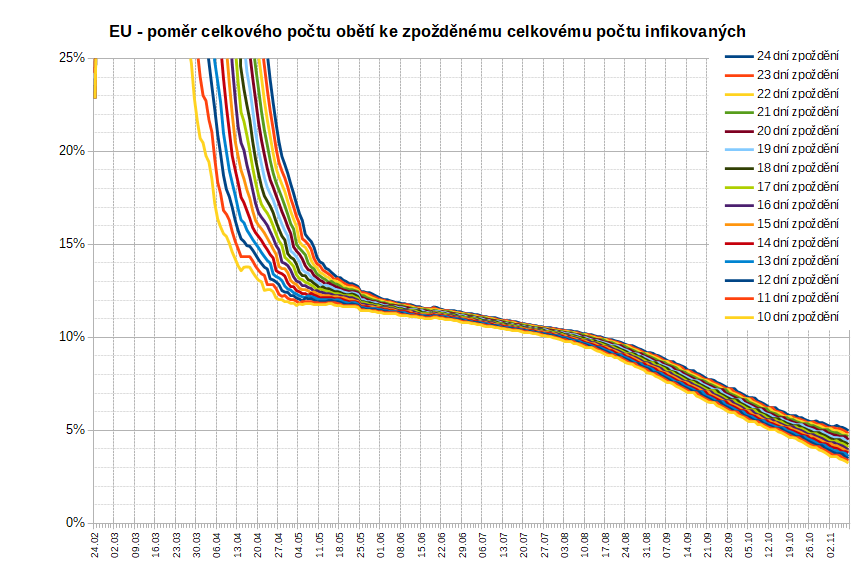 EU - poměr celkového počtu obětí ke zpožděnému celkovému počtu infikovaných
25%
20%
15%
10%
5%
0%
24 dní zpoždění
23 dní zpoždění
22 dní zpoždění
21 dní zpoždění
20 dní zpoždění
19 dní zpoždění
18 dní zpoždění
17 dní zpoždění
16 dní zpoždění
15 dní zpoždění
14 dní zpoždění
13 dní zpoždění
12 dní zpoždění
11 dní zpoždění
10 dní zpoždění
24.02
02.03
09.03
16.03
23.03
30.03
06.04
13.04
20.04
27.04
04.05
11.05
18.05
25.05
01.06
08.06
15.06
22.06
29.06
06.07
13.07
20.07
27.07
03.08
10.08
17.08
24.08
31.08
07.09
14.09
21.09
28.09
05.10
12.10
19.10
26.10
02.11